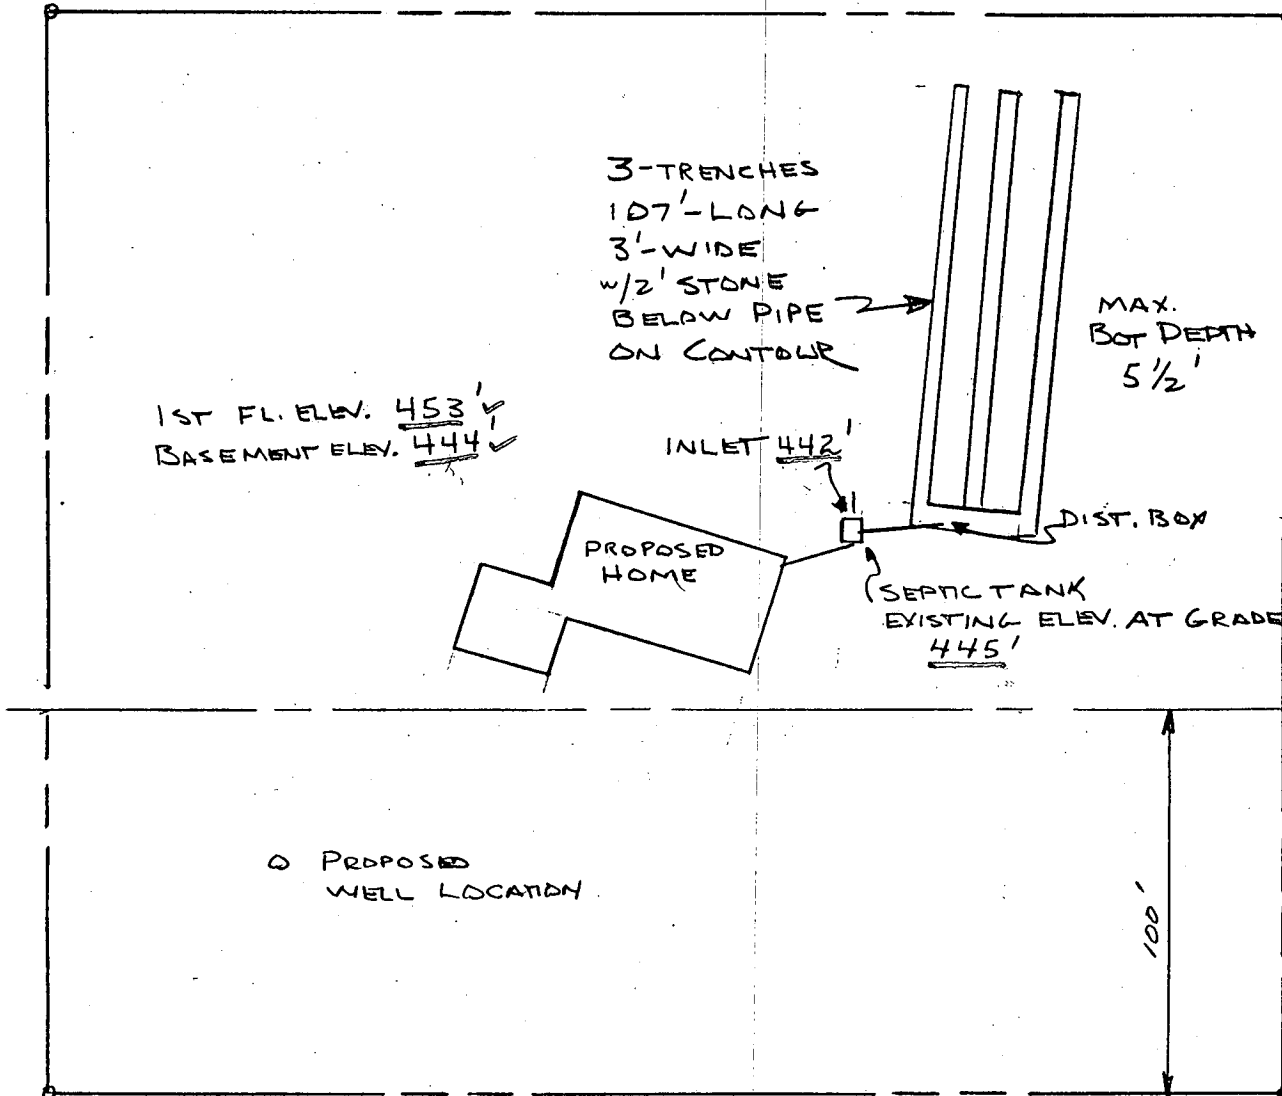 3-TRENCHES
107'-LONG
3'-WIDE
w/2' STONE
BELOW PIPE
ON CONTOUR
MAX.
BOT DEPTH
5 1/2'
1ST FL. ELEV. 453' ✓
BASEMENT ELEV. 444' ✓
INLET 442'
DIST. BOX
PROPOSED
HOME
SEPTIC TANK
EXISTING ELEV. AT GRADE
445'
PROPOSED
WELL LOCATION
100'